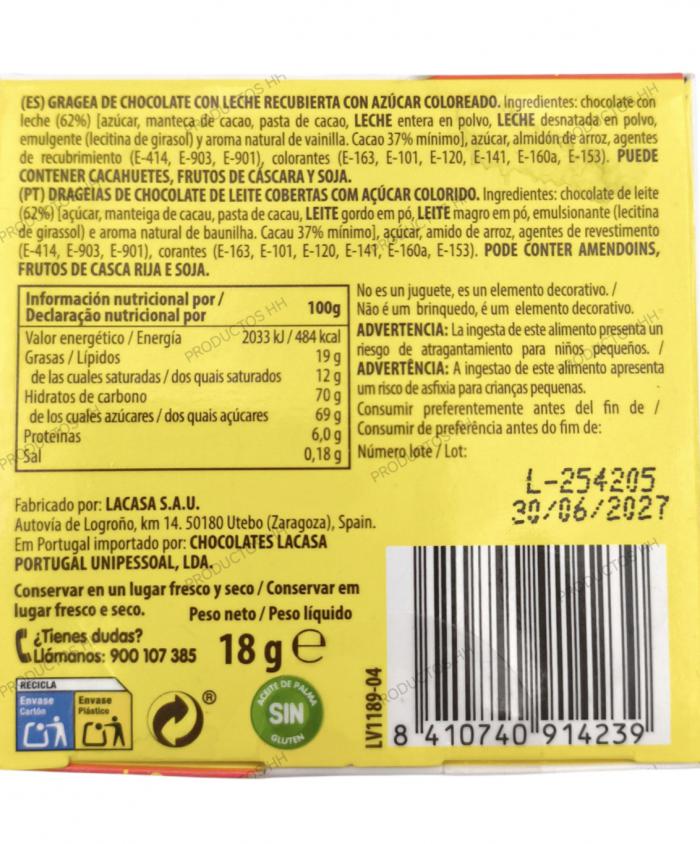 (ES) GRAGEA DE CHOCOLATE CON LECHE RECUBIERTA CON AZÚCAR COLOREADO. Ingredientes: chocolate con
leche (62%) [azúcar, manteca de cacao, pasta de cacao, LECHE entera en polvo, LECHE desnatada en polvo,
emulgente (lecitina de girasol) y aroma natural de vainilla. Cacao 37% mínimo], azúcar, almidón de arroz, agentes
de recubrimiento (E-414, E-903, E-901), colorantes (E-163, E-101, E-120, E-141, E-160a, E-153). PUEDE
CONTENER CACAHUETES, FRUTOS DE CÁSCARA Y SOJA.
(PT) DRAGEIAS DE CHOCOLATE DE LEITE COBERTAS COM AÇÚCAR COLORIDO. Ingredientes: chocolate de leite
(62%) [açúcar, manteiga de cacau, pasta de cacau, LEITE gordo em pó, LEITE magro em pó, emulsionante (lecitina
de girassol) e aroma natural de baunilha. Cacau 37% mínimo], açúcar, amido de arroz, agentes de revestimento
(E-414, E-903, E-901), corantes (E-163, E-101, E-120, E-141, E-160a, E-153). PODE CONTER AMENDOINS,
FRUTOS DE CASCA RIJA E SOJA.
Información nutricional por /
Declaração nutricional por 100g
Valor energético / Energía 2033 kJ / 484 kcal
Grasas / Lípidos 19 g
de las cuales saturadas / dos quais saturados 12 g
Hidratos de carbono 70 g
de los cuales azúcares / dos quais açúcares 69 g
Proteínas 6,0 g
Sal 0,18 g
No es un juguete, es un elemento decorativo. /
Não é um brinquedo, é um elemento decorativo.
ADVERTENCIA: La ingesta de este alimento presenta un
riesgo de atragantamiento para niños pequeños. /
ADVERTÊNCIA: A ingestao de este alimento apresenta
um risco de asfixia para crianças pequenas.
Consumir preferentemente antes del fin de /
Consumir de preferência antes do fim de:
Número lote / Lot:
L-254205
30/06/2027
Fabricado por: LACASA S.A.U.
Autovía de Logroño, km 14. 50180 Utebo (Zaragoza), Spain.
Em Portugal importado por: CHOCOLATES LACASA
PORTUGAL UNIPESSOAL, LDA.
Conservar en un lugar fresco y seco / Conservar em
lugar fresco e seco.
Peso neto / Peso líquido
18 g e
¿Tienes dudas?
Llámanos: 900 107 385
RECICLA
Envase
Cartón
Envase
Plástico
®
ACEITE DE PALMA
SIN
GLUTEN
LV1189-04
8 410740 914239
PRODUCTOS HH